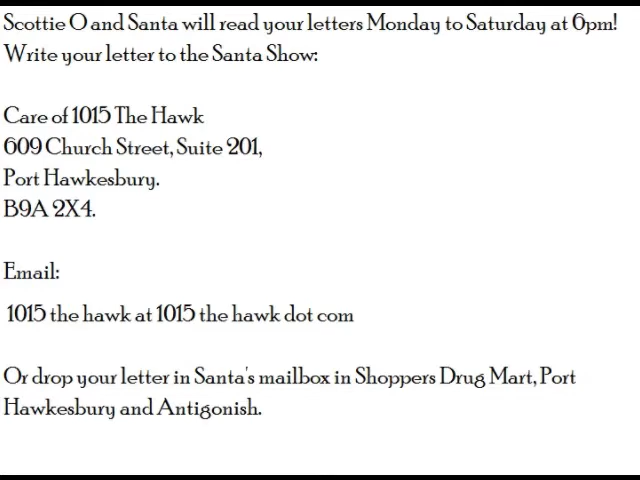 Scottie O and Santa will read your letters Monday to Saturday at 6pm!
Write your letter to the Santa Show:
Care of 1015 The Hawk
609 Church Street, Suite 201,
Port Hawkesbury.
B9A 2X4.
Email:
1015 the hawk at 1015 the hawk dot com
Or drop your letter in Santa's mailbox in Shoppers Drug Mart, Port
Hawkesbury and Antigonish.